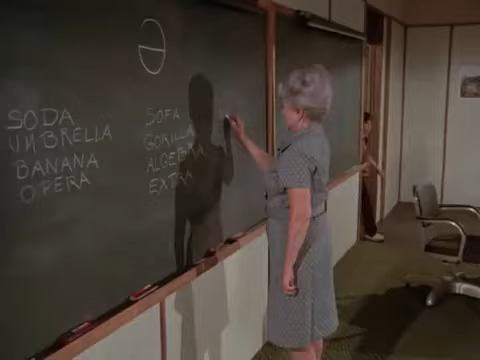 ə
SODA
UMBRELLA
BANANA
OPERA
SOFA
GORILLA
ALGEBRA
EXTRA